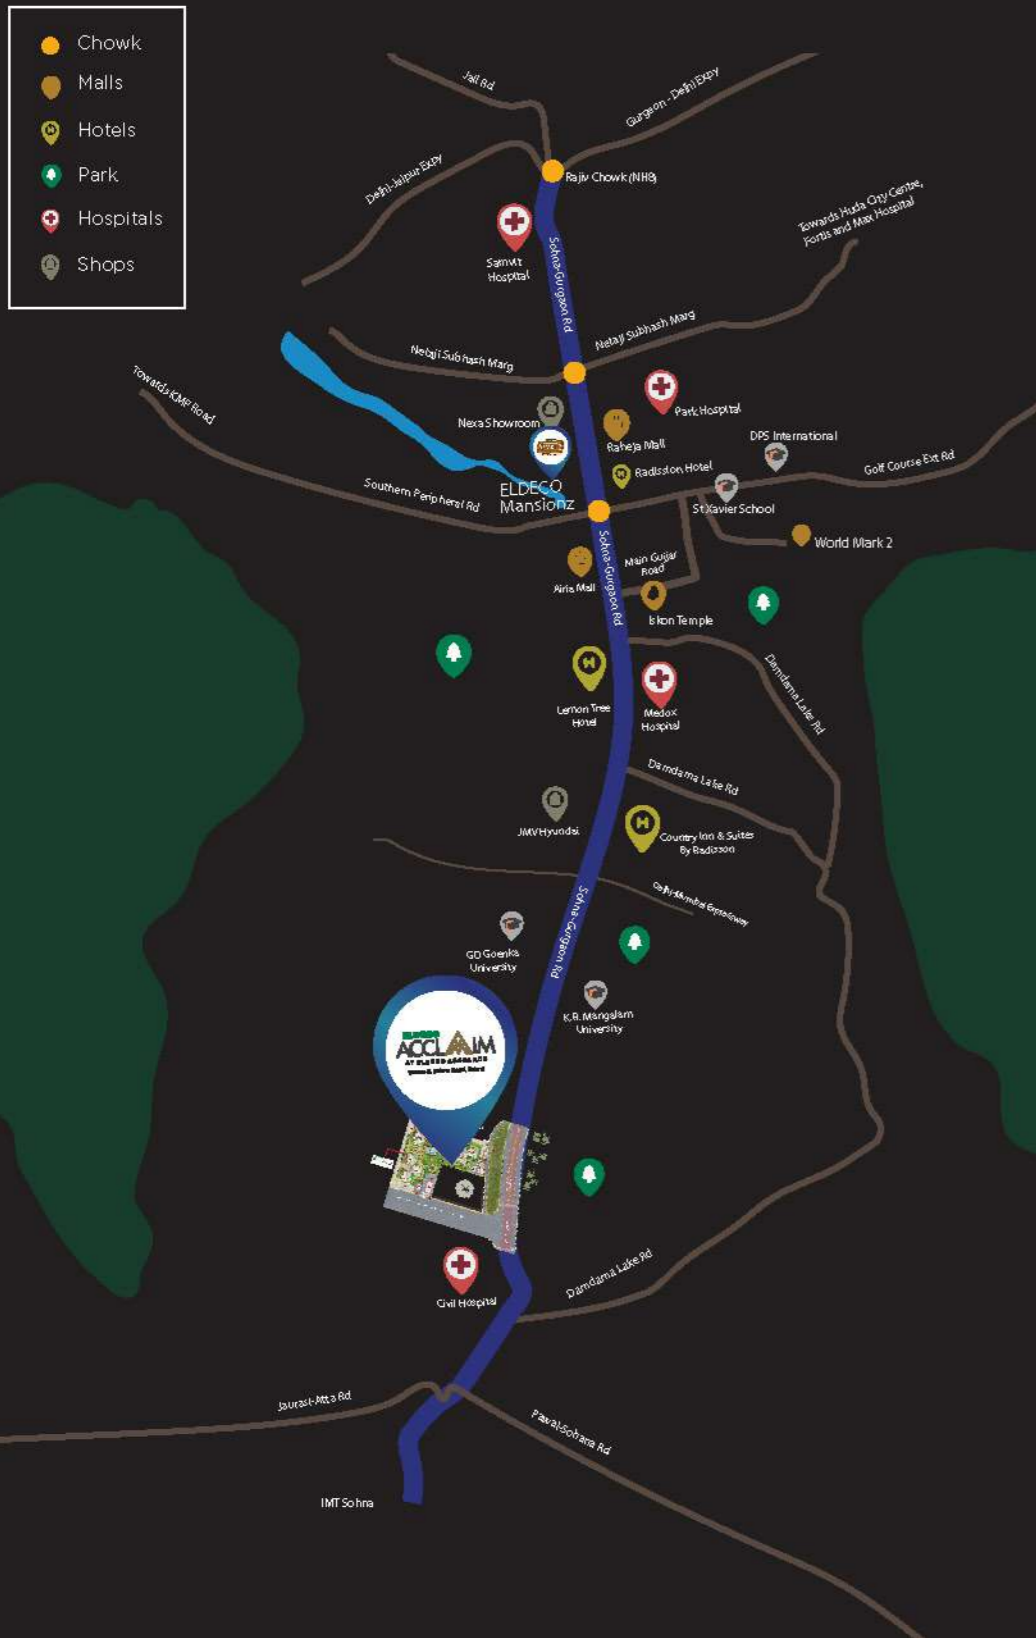 Chowk
Malls
Hotels
Park
Hospitals
Shops
Jail Rd
Gurgaon - Delhi Expy
Delhi-Jaipur Expy
Rajiv Chowk (NH8)
Towards Huda City Centre,
Fortis and Max Hospital
Samvit
Hospital
Sohna-Gurgaon Rd
Netaji Subhash Marg
Netaji Subhash Marg
Towards KMP Road
Park Hospital
Nexa Showroom
Raheja Mall
DPS International
Radisson Hotel
Golf Course Ext Rd
ELDECO
Mansionz
Southern Peripheral Rd
St.Xavier School
World Mark 2
Main Gujjar
Road
Sohna-Gurgaon Rd
Airia Mall
Iskon Temple
Damdama Lake Rd
Lemon Tree
Hotel
Medox
Hospital
Damdama Lake Rd
JMV Hyundai
Country Inn & Suites
By Radisson
Delhi-Mumbai Expressway
Sohna-Gurgaon Rd
GD Goenka
University
K.R. Mangalam
University
ELDECO
ACCLAIM
Civil Hospital
Damdama Lake Rd
Jaurasi-Atta Rd
Pawal-Sohana Rd
IMT Sohna